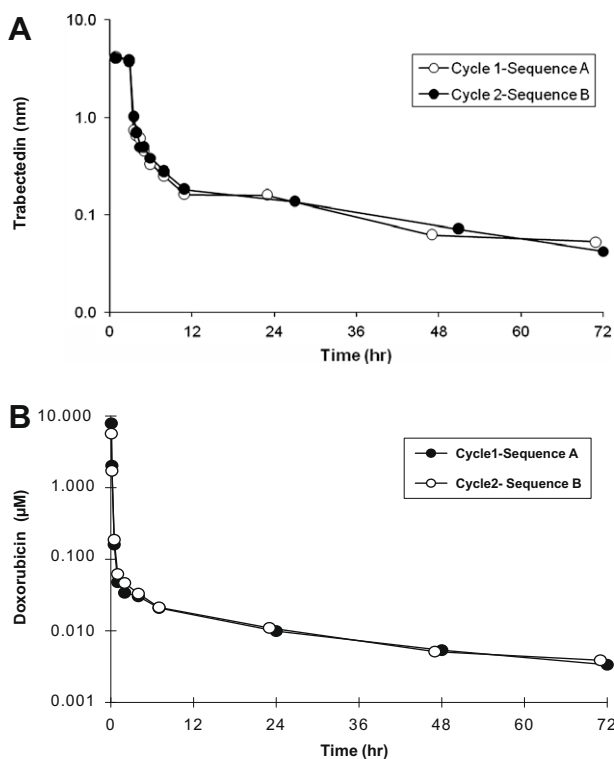 A
10.0
1.0
0.1
0.0
Trabectedin (nm)
Cycle 1-Sequence A
Cycle 2-Sequence B
0 12 24 36 48 60 72
Time (hr)
B
10.000
1.000
0.100
0.010
0.001
Doxorubicin (µM)
Cycle1-Sequence A
Cycle2- Sequence B
0 12 24 36 48 60 72
Time (hr)